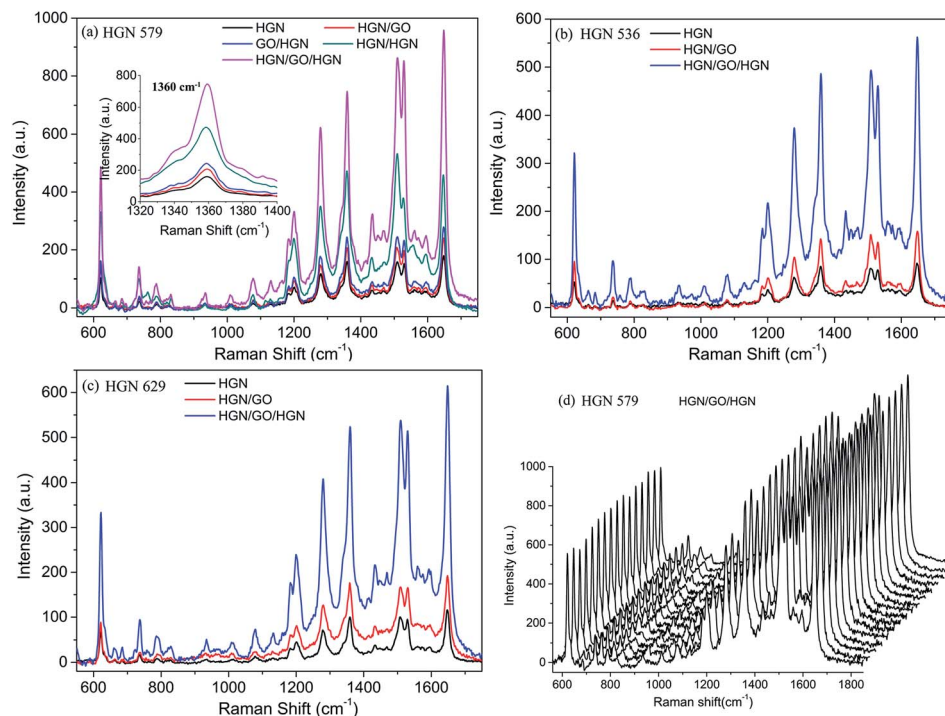 (a) HGN 579
HGN
HGN/GO
GO/HGN
HGN/HGN
HGN/GO/HGN
1000
800
600
400
200
0
Intensity (a.u.)
600 800 1000 1200 1400 1600
Raman Shift (cm⁻¹)
1360 cm⁻¹
800
600
400
200
0
Intensity (a.u.)
1320 1340 1360 1380 1400
Raman Shift (cm⁻¹)
(b) HGN 536
HGN
HGN/GO
HGN/GO/HGN
600
500
400
300
200
100
0
Intensity (a.u.)
600 800 1000 1200 1400 1600
Raman Shift (cm⁻¹)
(c) HGN 629
HGN
HGN/GO
HGN/GO/HGN
600
500
400
300
200
100
0
Intensity (a.u.)
600 800 1000 1200 1400 1600
Raman Shift (cm⁻¹)
(d) HGN 579 HGN/GO/HGN
1000
800
600
400
200
0
Intensity (a.u.)
600 800 1000 1200 1400 1600 1800
Raman shift(cm⁻¹)